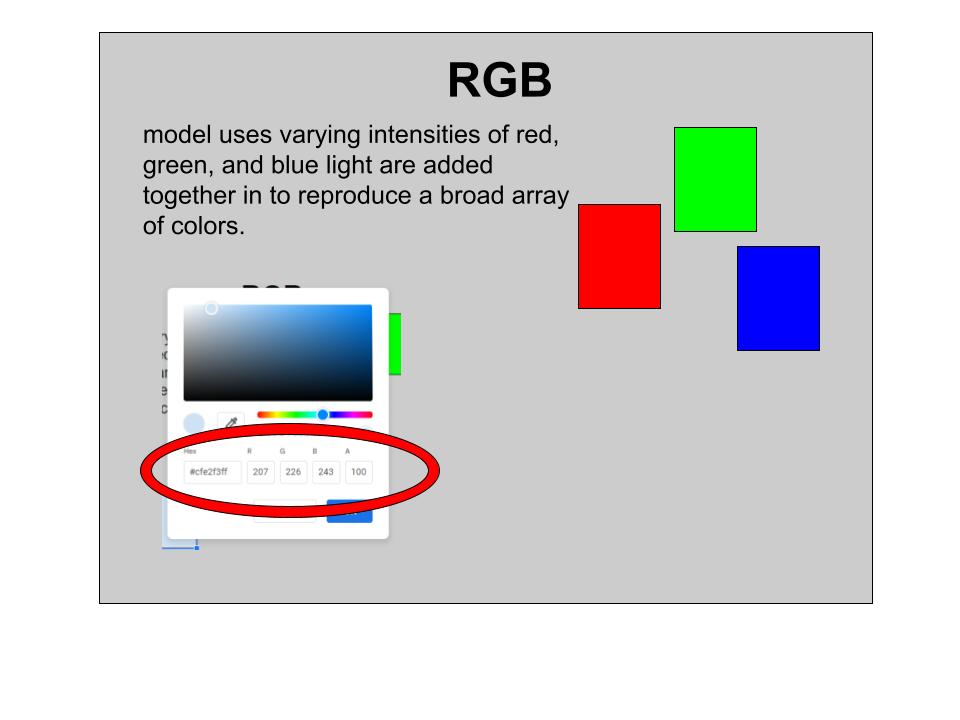 RGB
model uses varying intensities of red,
green, and blue light are added
together in to reproduce a broad array
of colors.
Hex R G B A
#cfe2f3ff 207 226 243 100